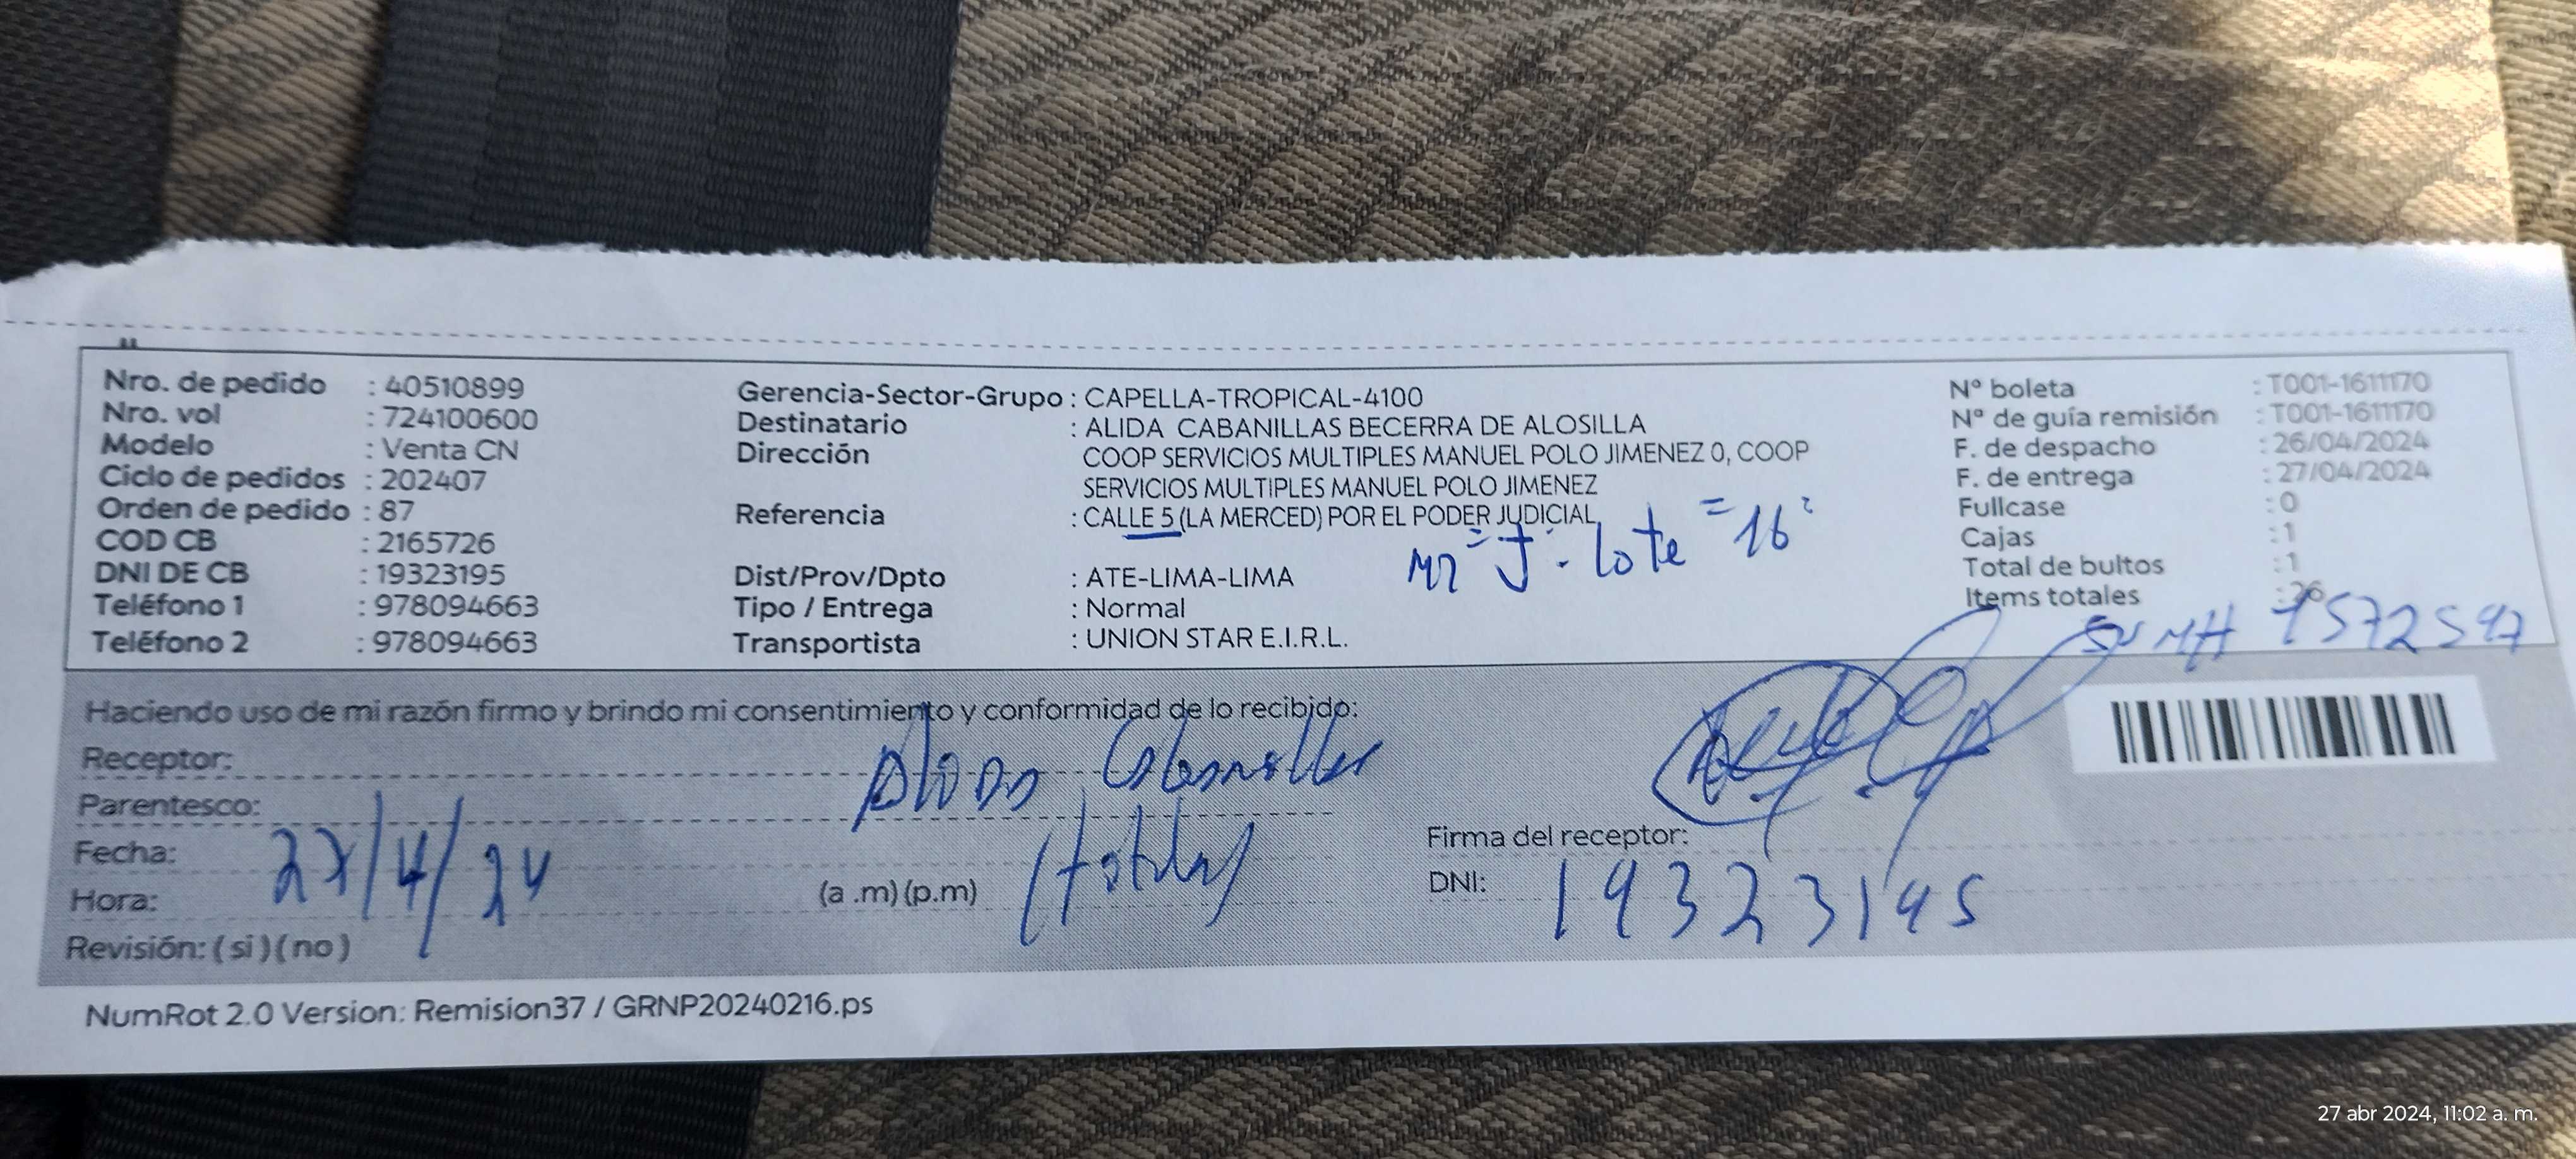 Nro. de pedido : 40510899
Nro. vol : 724100600
Modelo : Venta CN
Ciclo de pedidos : 202407
Orden de pedido : 87
COD CB : 2165726
DNI DE CB : 19323195
Teléfono 1 : 978094663
Teléfono 2 : 978094663
Gerencia-Sector-Grupo : CAPELLA-TROPICAL-4100
Destinatario : ALIDA CABANILLAS BECERRA DE ALOSILLA
Dirección COOP SERVICIOS MULTIPLES MANUEL POLO JIMENEZ 0, COOP
SERVICIOS MULTIPLES MANUEL POLO JIMENEZ
Referencia : CALLE 5 (LA MERCED) POR EL PODER JUDICIAL
Mz = J - lote = 16
Dist/Prov/Dpto : ATE-LIMA-LIMA
Tipo / Entrega : Normal
Transportista : UNION STAR E.I.R.L.
N° boleta : T001-1611170
N° de guía remisión : T001-1611170
F. de despacho : 26/04/2024
F. de entrega : 27/04/2024
Fullcase : 0
Cajas : 1
Total de bultos : 1
Items totales : 26
Haciendo uso de mi razón firmo y brindo mi consentimiento y conformidad de lo recibido:
Receptor: Cabanillas
Parentesco: (titular)
Fecha: 27/4/24
Hora: (a .m) (p.m)
Revisión: ( si ) ( no )
Firma del receptor:
DNI: 19323195
NumRot 2.0 Version: Remision37 / GRNP20240216.ps
27 abr 2024, 11:02 a. m.